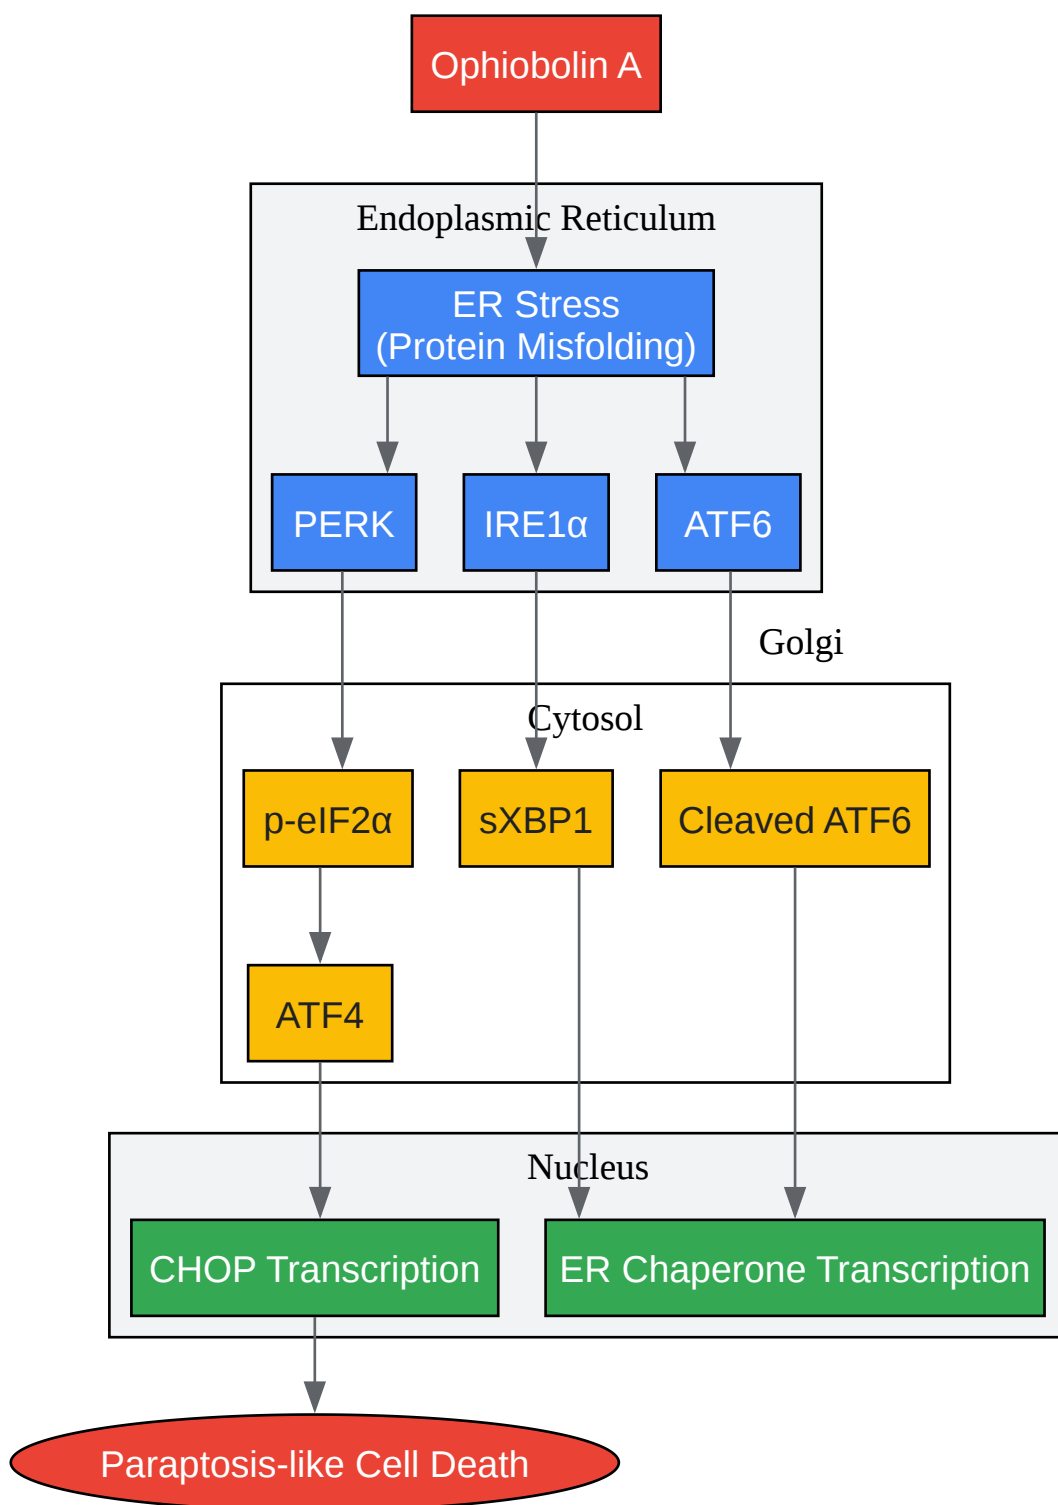 Ophiobolin A
Endoplasmic Reticulum
ER Stress
(Protein Misfolding)
PERK
IRE1α
ATF6
Golgi
Cytosol
p-eIF2α
sXBP1
Cleaved ATF6
ATF4
Nucleus
CHOP Transcription
ER Chaperone Transcription
Paraptosis-like Cell Death